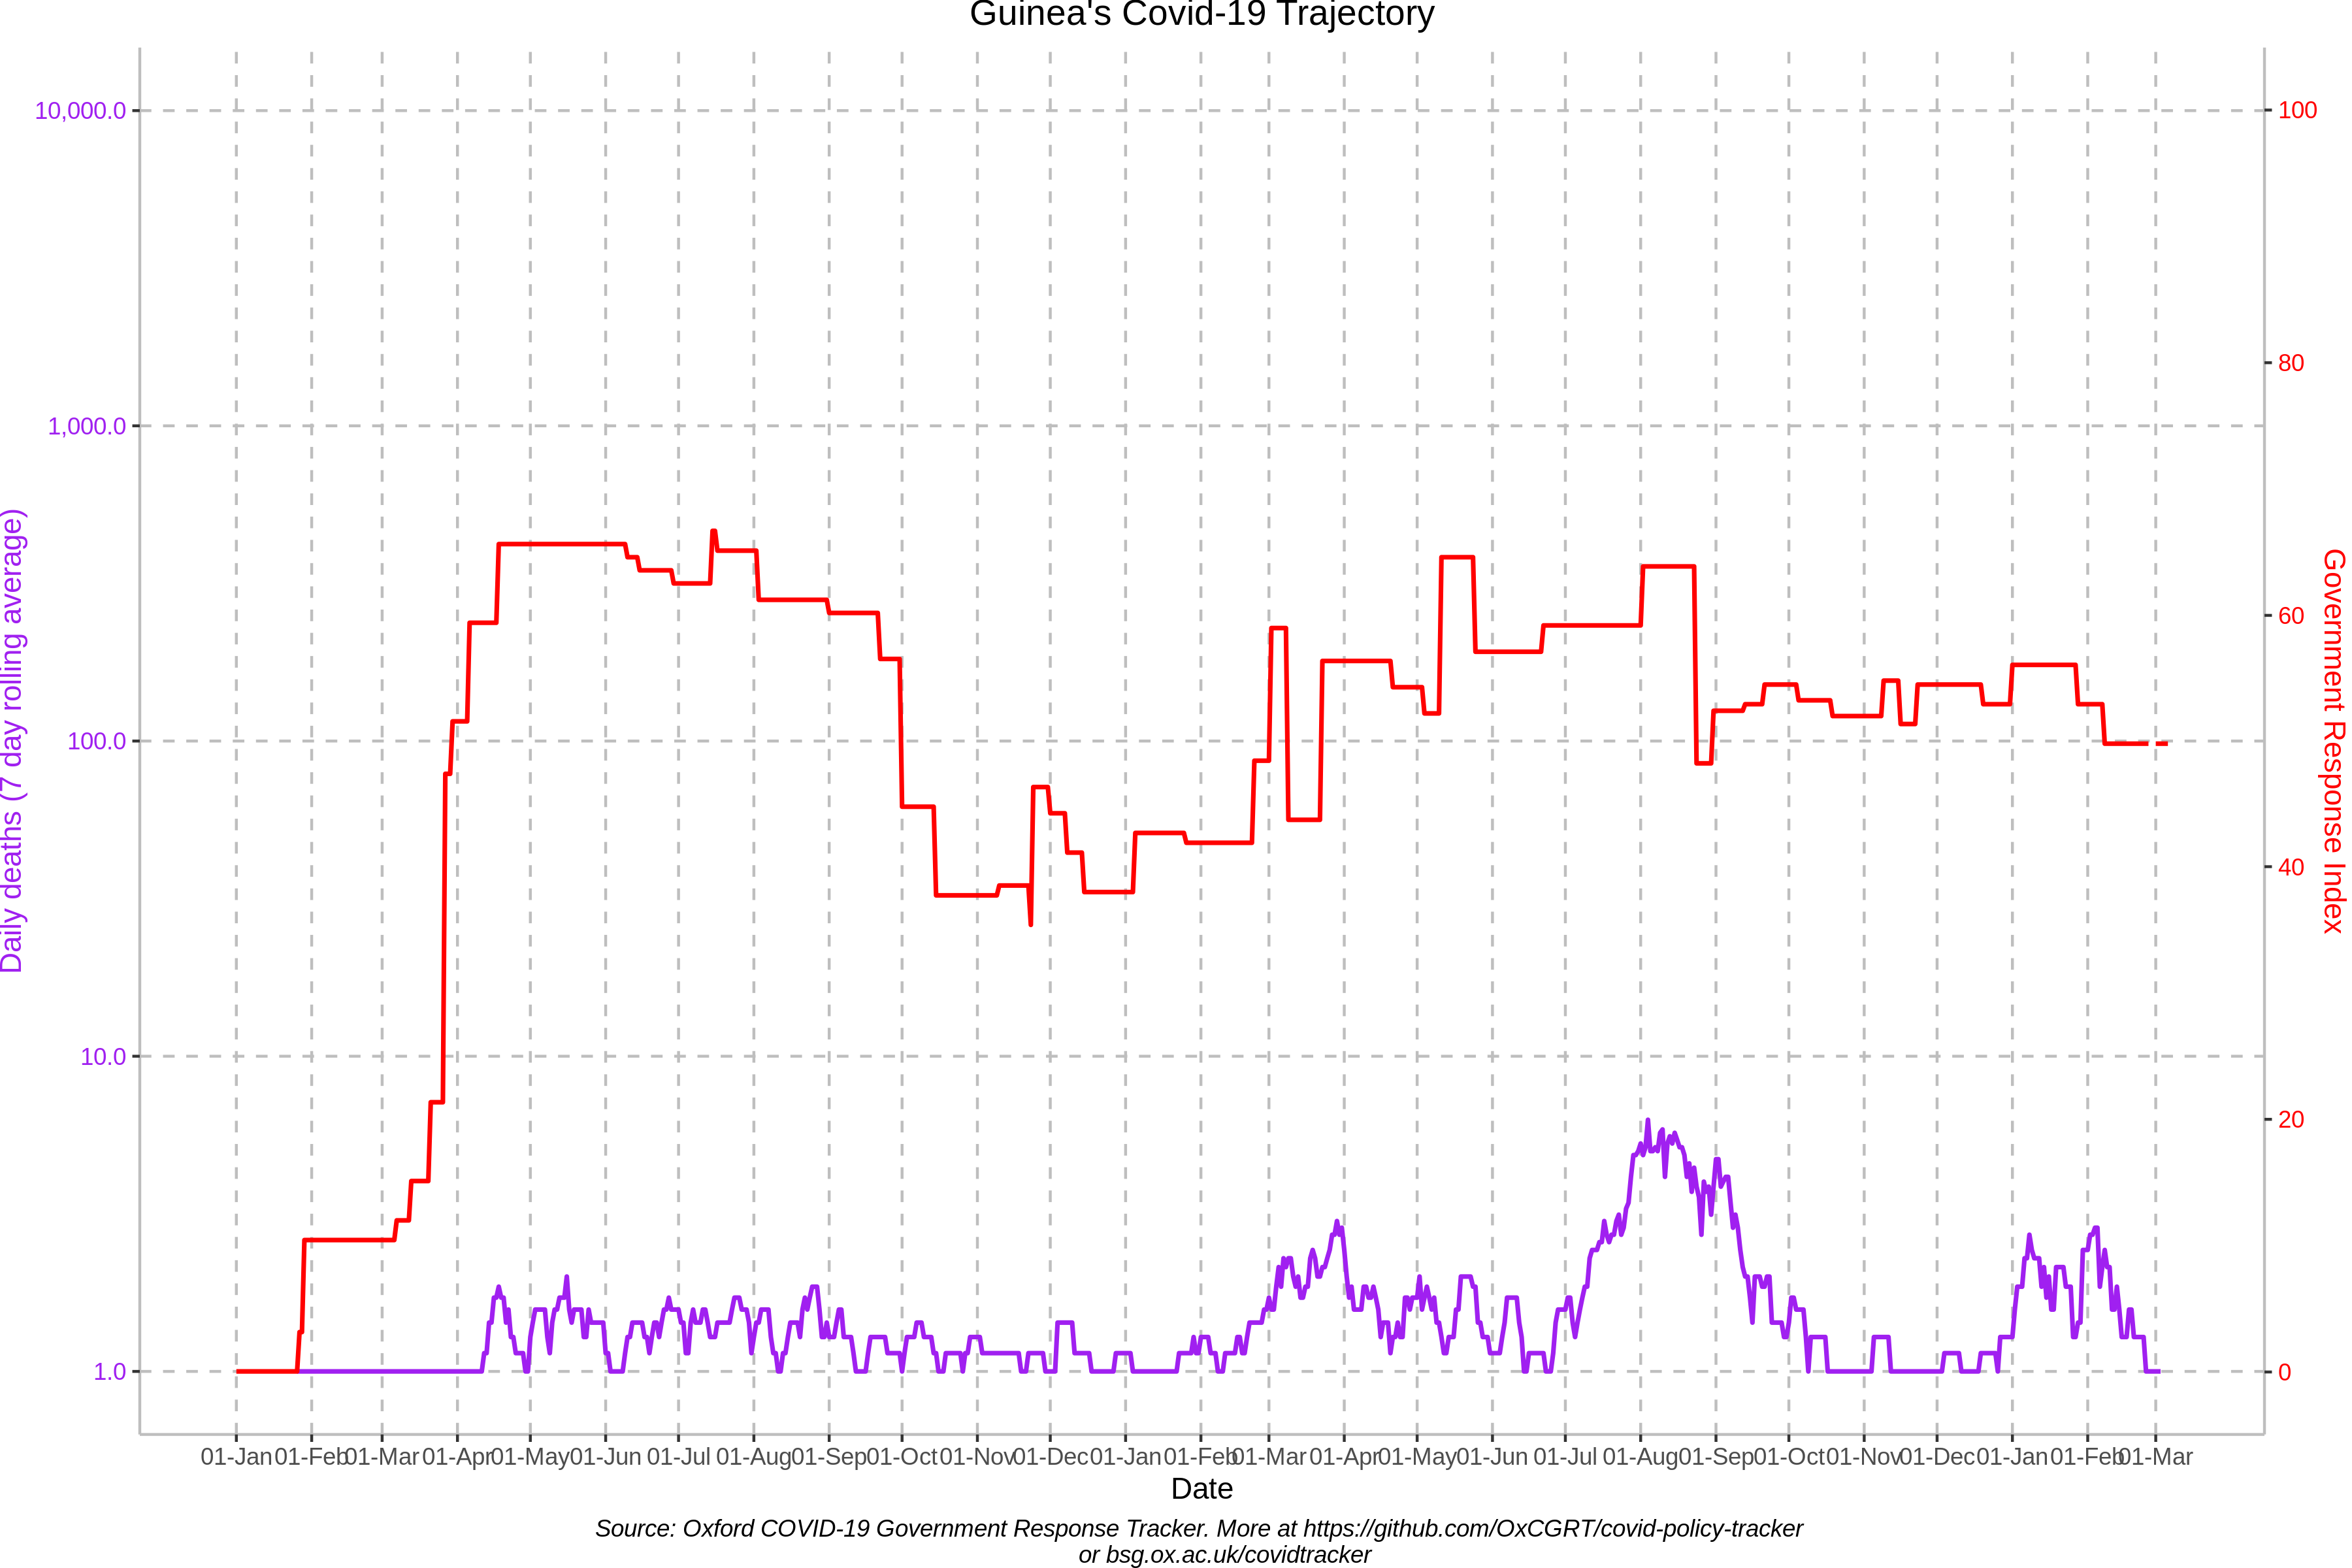 Guinea's Covid-19 Trajectory
10,000.0
1,000.0
100.0
10.0
1.0
Daily deaths (7 day rolling average)
100
80
60
40
20
0
Government Response Index
01-Jan 01-Feb 01-Mar 01-Apr 01-May 01-Jun 01-Jul 01-Aug 01-Sep 01-Oct 01-Nov 01-Dec 01-Jan 01-Feb 01-Mar 01-Apr 01-May 01-Jun 01-Jul 01-Aug 01-Sep 01-Oct 01-Nov 01-Dec 01-Jan 01-Feb 01-Mar
Date
Source: Oxford COVID-19 Government Response Tracker. More at https://github.com/OxCGRT/covid-policy-tracker
or bsg.ox.ac.uk/covidtracker